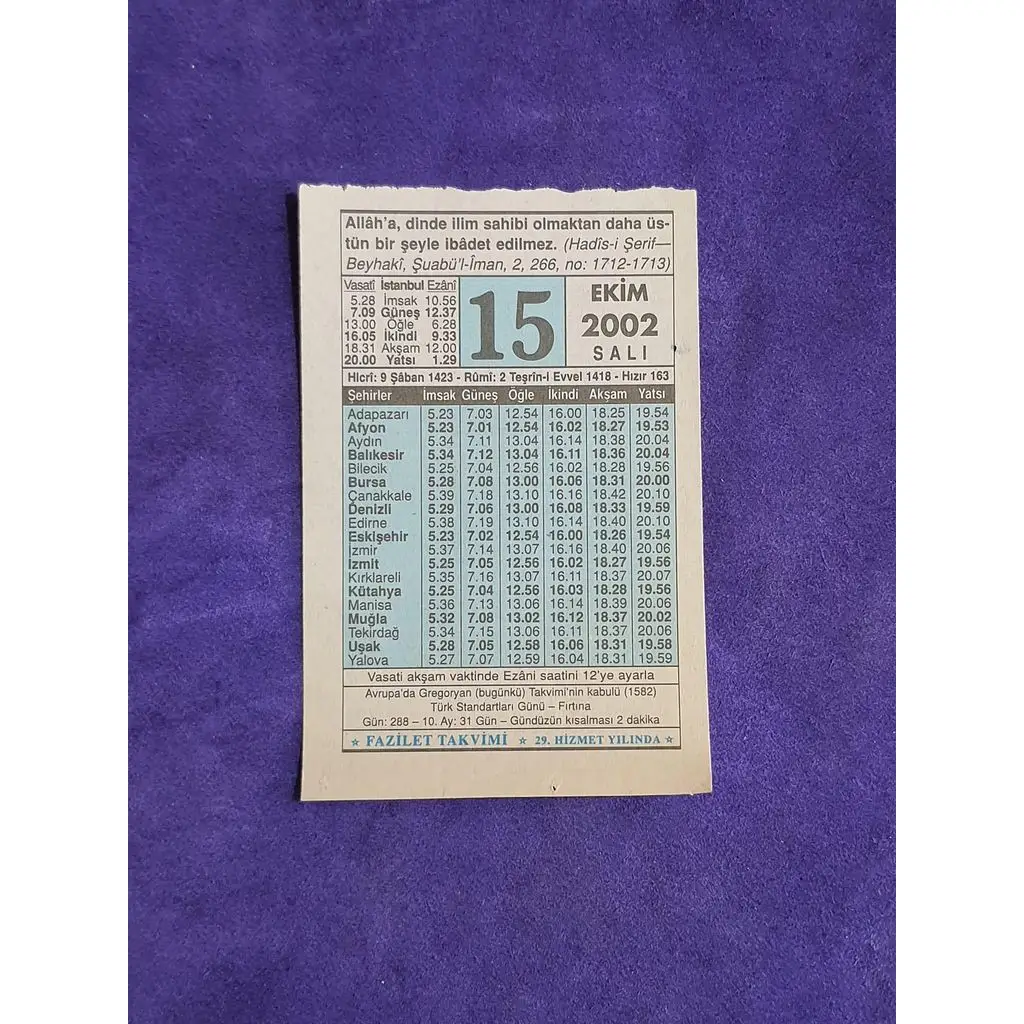 Allâh'a, dinde ilim sahibi olmaktan daha üs-
tün bir şeyle ibâdet edilmez. (Hadîs-i Şerif—
Beyhakî, Şuabü'l-Îman, 2, 266, no: 1712-1713)
Vasatî İstanbul Ezânî
5.28 İmsak 10.56
7.09 Güneş 12.37
13.00 Öğle 6.28
16.05 İkindi 9.33
18.31 Akşam 12.00
20.00 Yatsı 1.29
15
EKİM
2002
SALI
Hicrî: 9 Şâban 1423 - Rûmî: 2 Teşrîn-i Evvel 1418 - Hızır 163
Şehirler İmsak Güneş Öğle İkindi Akşam Yatsı
Adapazarı 5.23 7.03 12.54 16.00 18.25 19.54
Afyon 5.23 7.01 12.54 16.02 18.27 19.53
Aydın 5.34 7.11 13.04 16.14 18.38 20.04
Balıkesir 5.34 7.12 13.04 16.11 18.36 20.04
Bilecik 5.25 7.04 12.56 16.02 18.28 19.56
Bursa 5.28 7.08 13.00 16.06 18.31 20.00
Çanakkale 5.39 7.18 13.10 16.16 18.42 20.10
Denizli 5.29 7.06 13.00 16.08 18.33 19.59
Edirne 5.38 7.19 13.10 16.14 18.40 20.10
Eskişehir 5.23 7.02 12.54 16.00 18.26 19.54
İzmir 5.37 7.14 13.07 16.16 18.40 20.06
İzmit 5.25 7.05 12.56 16.02 18.27 19.56
Kırklareli 5.35 7.16 13.07 16.11 18.37 20.07
Kütahya 5.25 7.04 12.56 16.03 18.28 19.56
Manisa 5.36 7.13 13.06 16.14 18.39 20.06
Muğla 5.32 7.08 13.02 16.12 18.37 20.02
Tekirdağ 5.34 7.15 13.06 16.11 18.37 20.06
Uşak 5.28 7.05 12.58 16.06 18.31 19.58
Yalova 5.27 7.07 12.59 16.04 18.31 19.59
Vasati akşam vaktinde Ezâni saatini 12'ye ayarla
Avrupa'da Gregoryan (bugünkü) Takvimi'nin kabulü (1582)
Türk Standartları Günü – Fırtına
Gün: 288 – 10. Ay: 31 Gün – Gündüzün kısalması 2 dakika
☆ FAZİLET TAKVİMİ ☆ 29. HİZMET YILINDA ☆